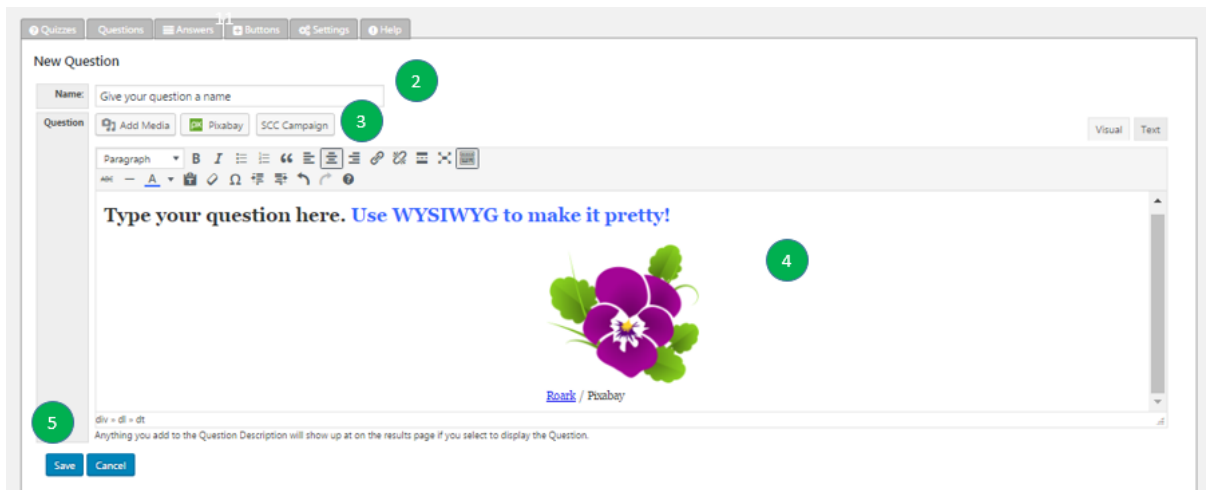 11
Quizzes Questions Answers Buttons Settings Help
New Question
Name: Give your question a name
2
Question Add Media Pixabay SCC Campaign
3
Visual Text
Paragraph
Type your question here. Use WYSIWYG to make it pretty!
4
Roark / Pixabay
5
div » dl » dt
Anything you add to the Question Description will show up at on the results page if you select to display the Question.
Save Cancel